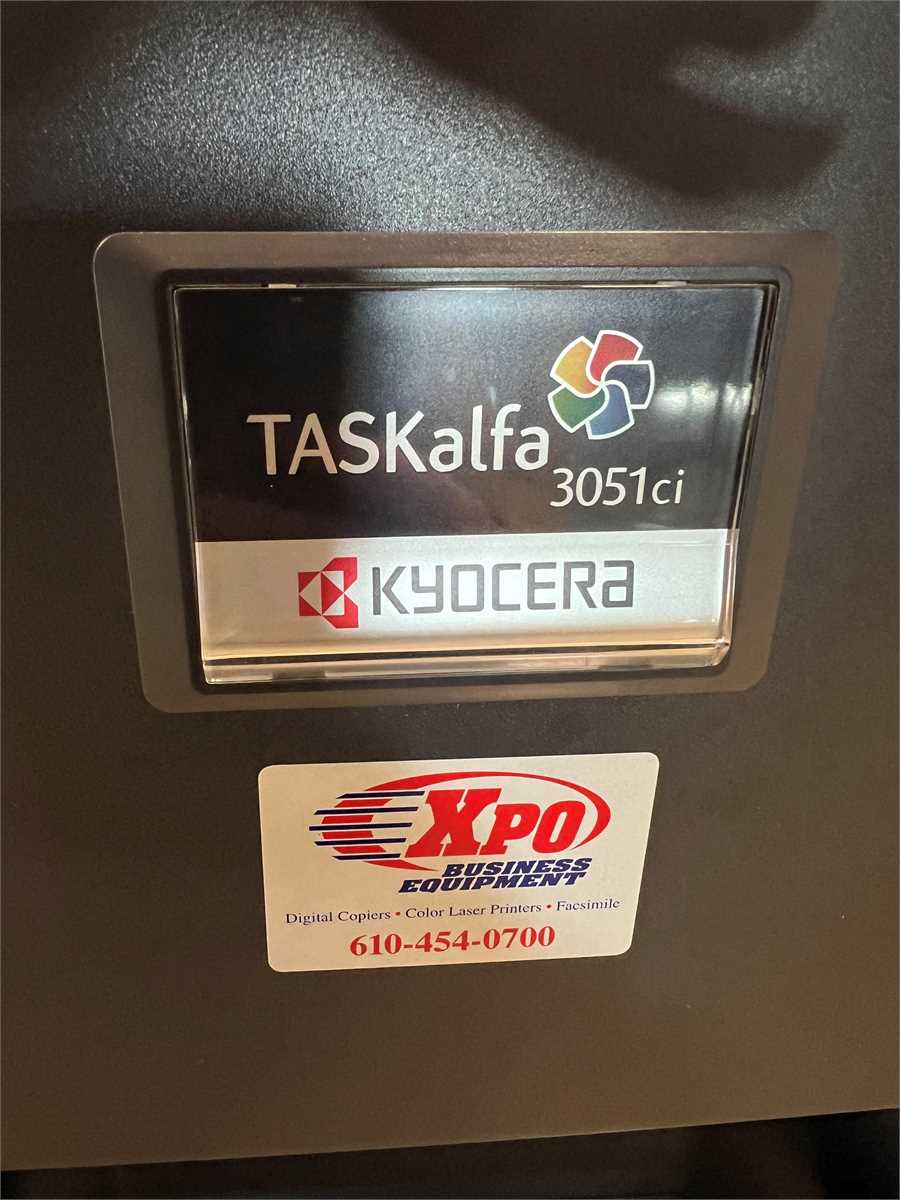 TASKalfa
3051ci
KYOCERA
XPO
BUSINESS
EQUIPMENT
Digital Copiers • Color Laser Printers • Facsimile
610-454-0700